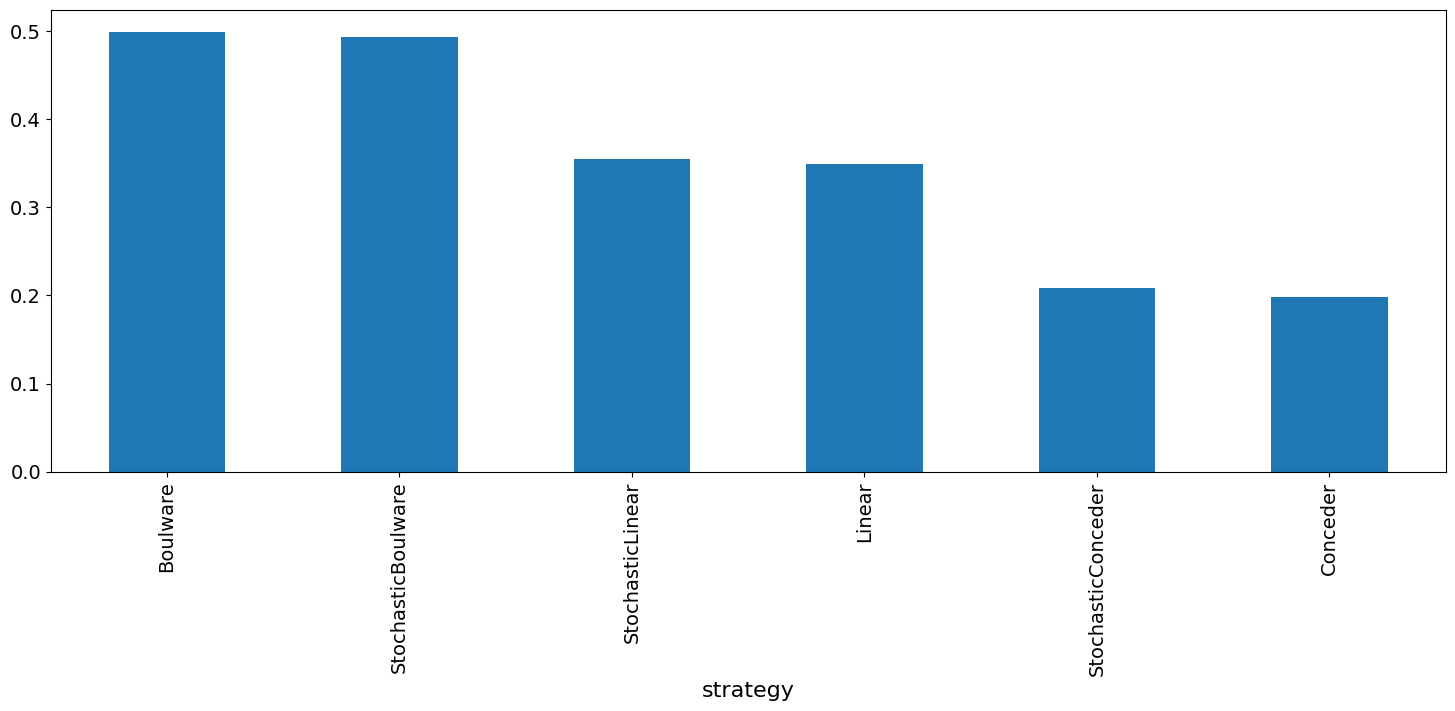 0.5
0.4
0.3
0.2
0.1
0.0
Boulware
StochasticBoulware
StochasticLinear
Linear
StochasticConceder
Conceder
strategy